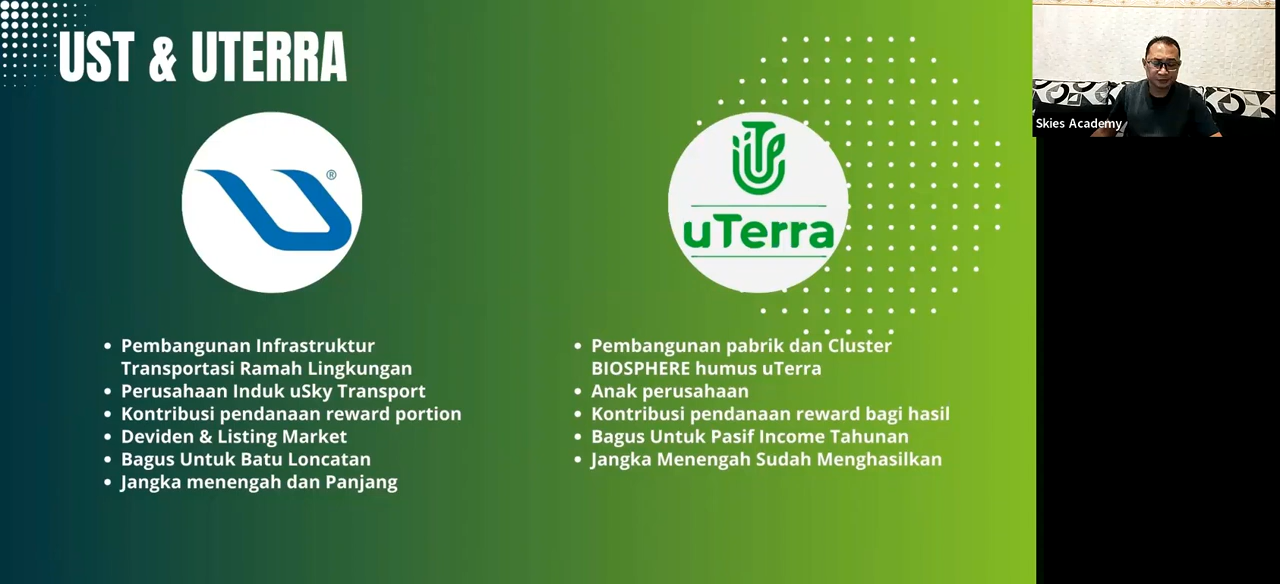 UST & UTERRA
Skies Academy
®
uTerra
Pembangunan Infrastruktur
Transportasi Ramah Lingkungan
Perusahaan Induk uSky Transport
Kontribusi pendanaan reward portion
Deviden & Listing Market
Bagus Untuk Batu Loncatan
Jangka menengah dan Panjang
Pembangunan pabrik dan Cluster
BIOSPHERE humus uTerra
Anak perusahaan
Kontribusi pendanaan reward bagi hasil
Bagus Untuk Pasif Income Tahunan
Jangka Menengah Sudah Menghasilkan